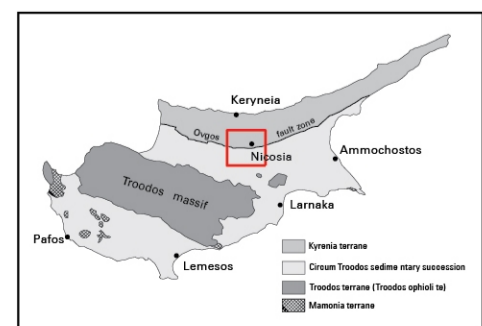 Keryneia
Ovgos fault zone
Nicosia
Ammochostos
Troodos massif
Larnaka
Pafos
Lemesos
Kyrenia terrane
Circum Troodos sedime ntary succession
Troodos terrane (Troodos ophioli te)
Mamonia terrane